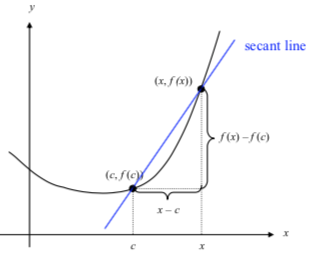 y
secant line
(x, f(x))
f(x) – f(c)
(c, f(c))
x – c
x
c
x